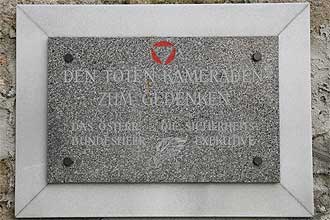 DEN TOTEN KAMERADEN
ZUM GEDENKEN
DAS ÖSTERR. & DIE SICHERHEITS-
BUNDESHEER EXEKUTIVE